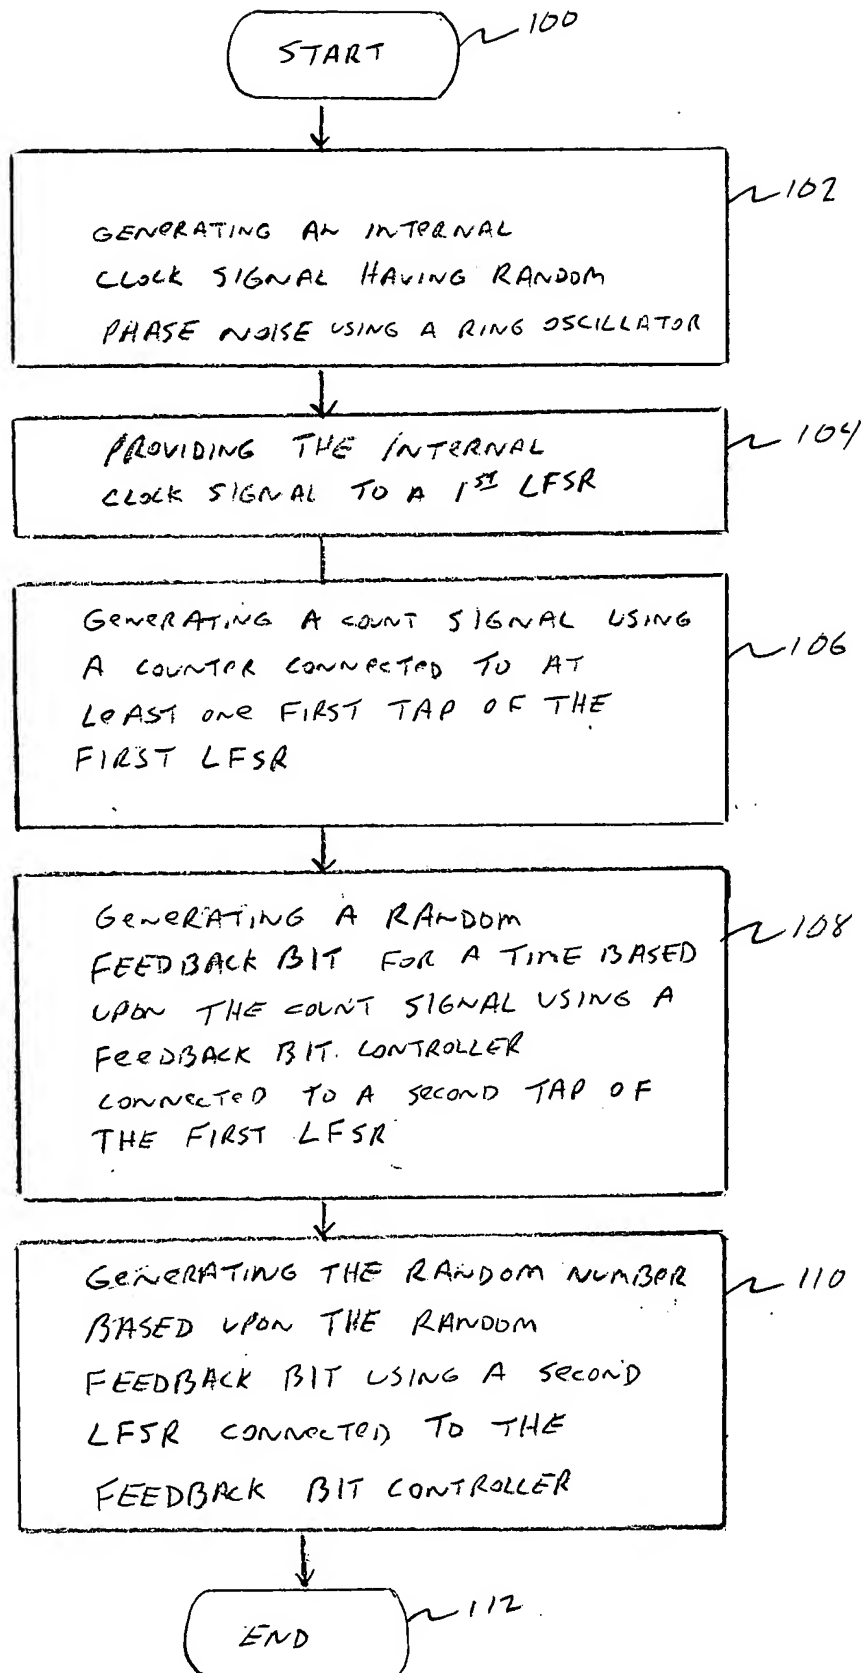 START
100
GENERATING AN INTERNAL
CLOCK SIGNAL HAVING RANDOM
PHASE NOISE USING A RING OSCILLATOR
102
PROVIDING THE INTERNAL
CLOCK SIGNAL TO A 1ST LFSR
104
GENERATING A COUNT SIGNAL USING
A COUNTER CONNECTED TO AT
LEAST ONE FIRST TAP OF THE
FIRST LFSR
106
GENERATING A RANDOM
FEEDBACK BIT FOR A TIME BASED
UPON THE COUNT SIGNAL USING A
FEEDBACK BIT CONTROLLER
CONNECTED TO A SECOND TAP OF
THE FIRST LFSR
108
GENERATING THE RANDOM NUMBER
BASED UPON THE RANDOM
FEEDBACK BIT USING A SECOND
LFSR CONNECTED TO THE
FEEDBACK BIT CONTROLLER
110
END
112